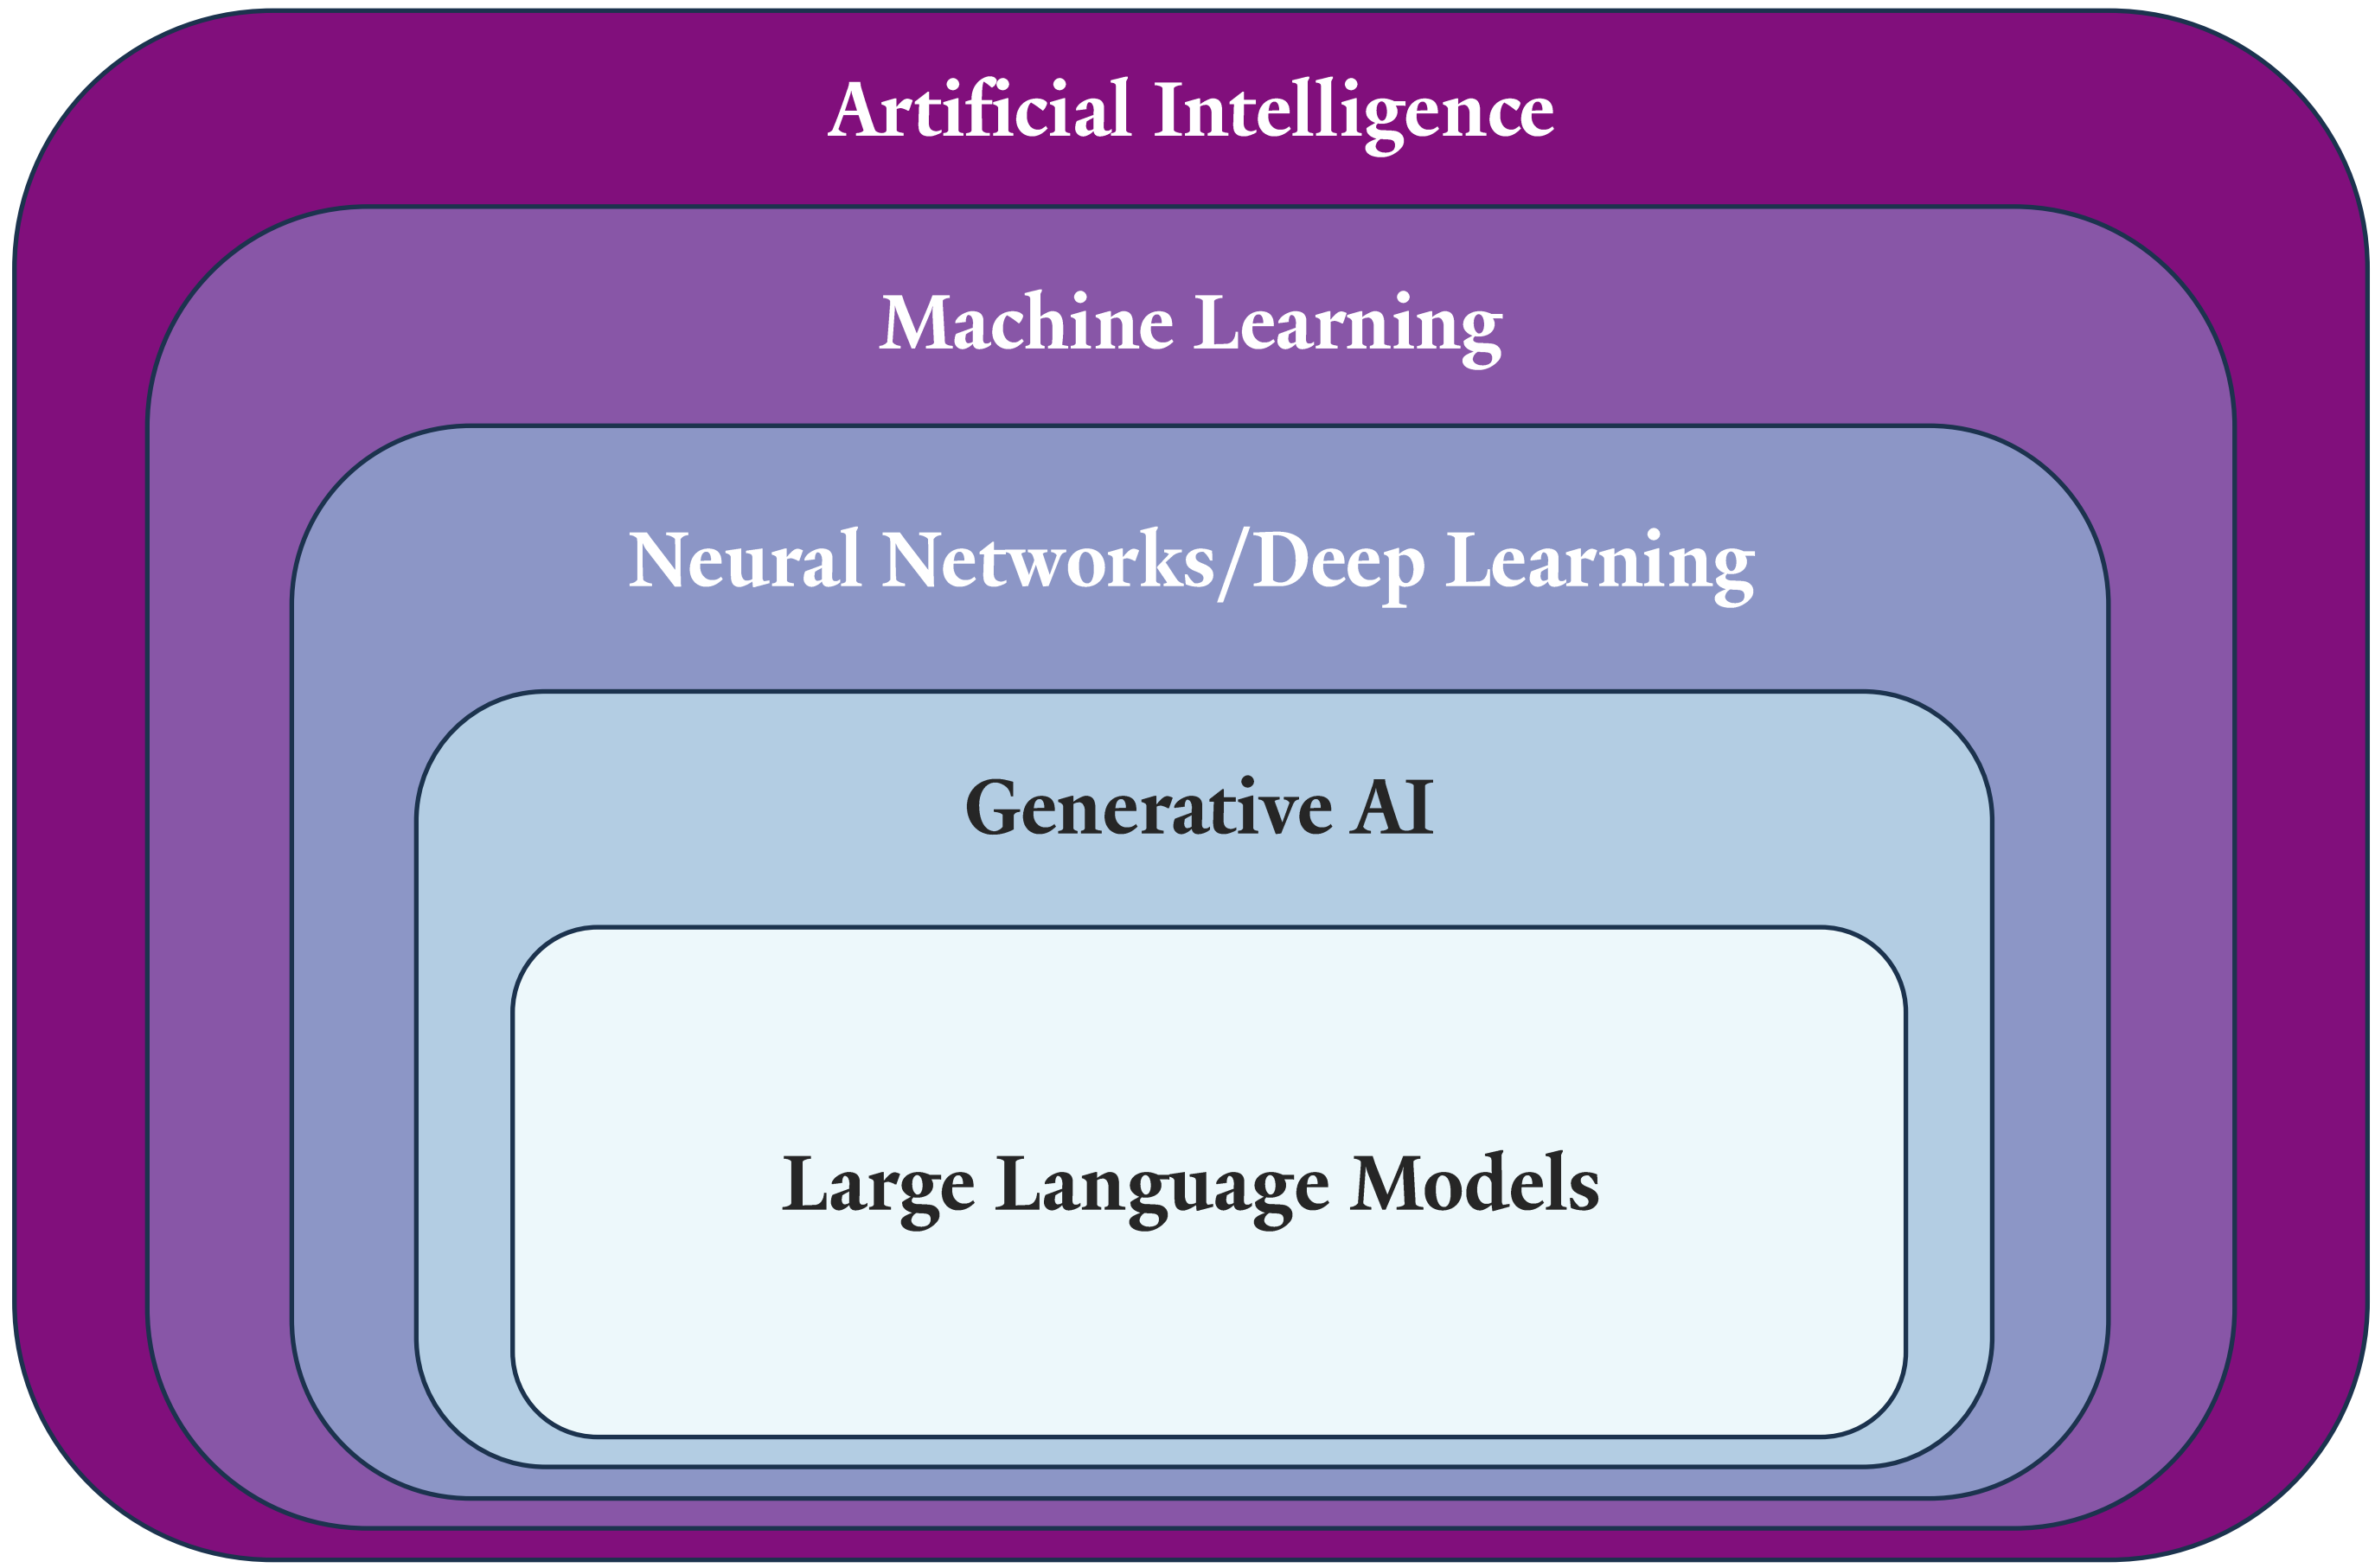 Artificial Intelligence
Machine Learning
Neural Networks/Deep Learning
Generative AI
Large Language Models